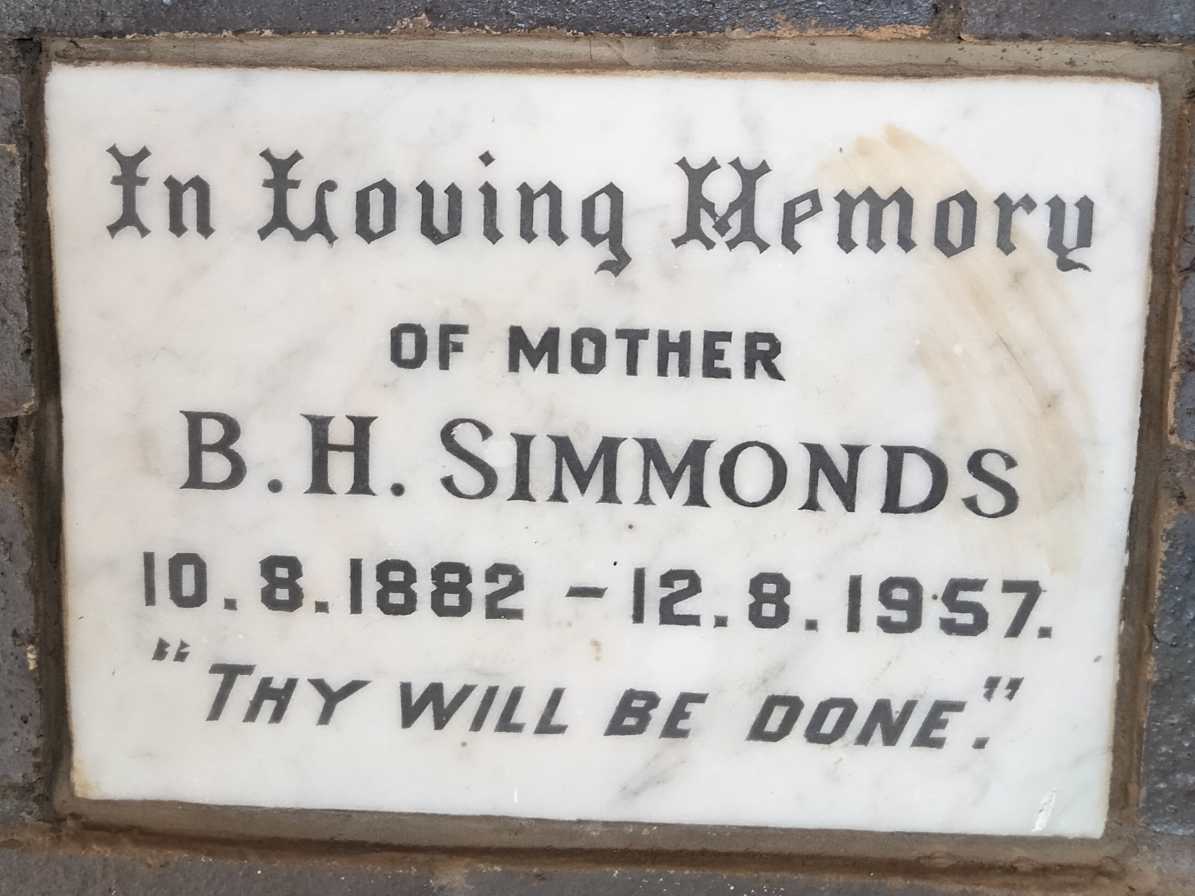 In Loving Memory
OF MOTHER
B.H. SIMMONDS
10.8.1882 - 12.8.1957.
"THY WILL BE DONE."